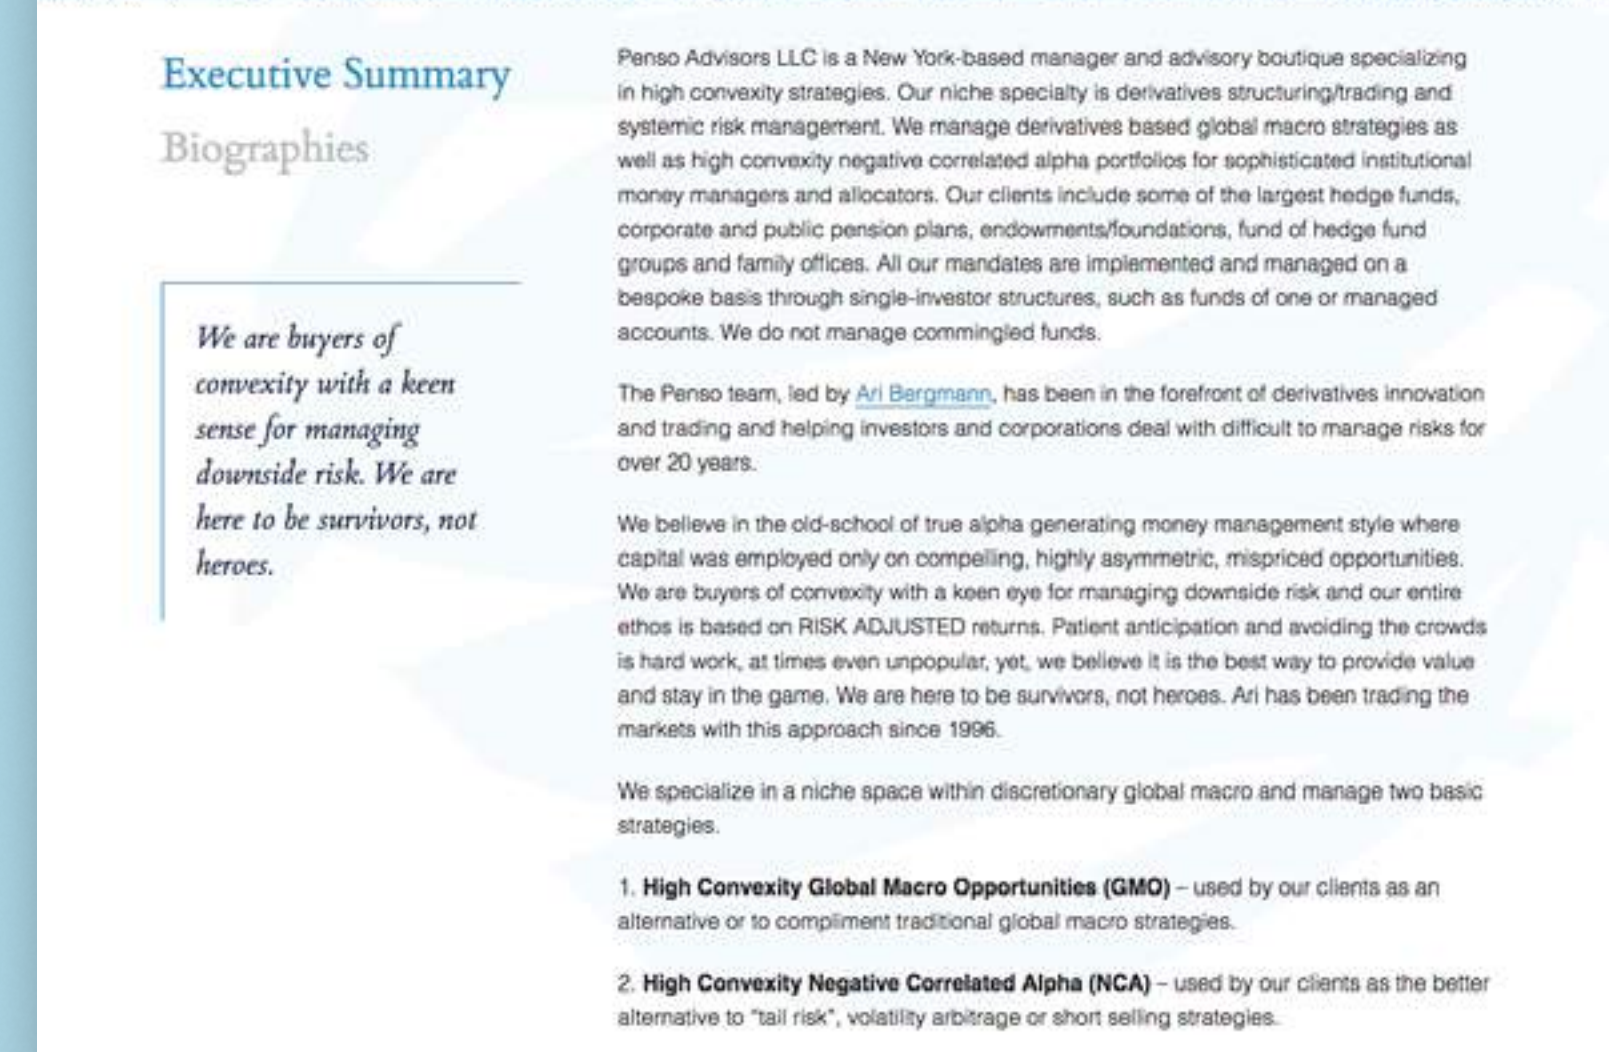 Executive Summary
Biographies
We are buyers of
convexity with a keen
sense for managing
downside risk. We are
here to be survivors, not
heroes.
Penso Advisors LLC is a New York-based manager and advisory boutique specializing
in high convexity strategies. Our niche specialty is derivatives structuring/trading and
systemic risk management. We manage derivatives based global macro strategies as
well as high convexity negative correlated alpha portfolios for sophisticated institutional
money managers and allocators. Our clients include some of the largest hedge funds,
corporate and public pension plans, endowments/foundations, fund of hedge fund
groups and family offices. All our mandates are implemented and managed on a
bespoke basis through single-investor structures, such as funds of one or managed
accounts. We do not manage commingled funds.
The Penso team, led by Ari Bergmann, has been in the forefront of derivatives innovation
and trading and helping investors and corporations deal with difficult to manage risks for
over 20 years.
We believe in the old-school of true alpha generating money management style where
capital was employed only on compelling, highly asymmetric, mispriced opportunities.
We are buyers of convexity with a keen eye for managing downside risk and our entire
ethos is based on RISK ADJUSTED returns. Patient anticipation and avoiding the crowds
is hard work, at times even unpopular, yet, we believe it is the best way to provide value
and stay in the game. We are here to be survivors, not heroes. Ari has been trading the
markets with this approach since 1996.
We specialize in a niche space within discretionary global macro and manage two basic
strategies.
1. High Convexity Global Macro Opportunities (GMO) – used by our clients as an
alternative or to compliment traditional global macro strategies.
2. High Convexity Negative Correlated Alpha (NCA) – used by our clients as the better
alternative to "tail risk", volatility arbitrage or short selling strategies.